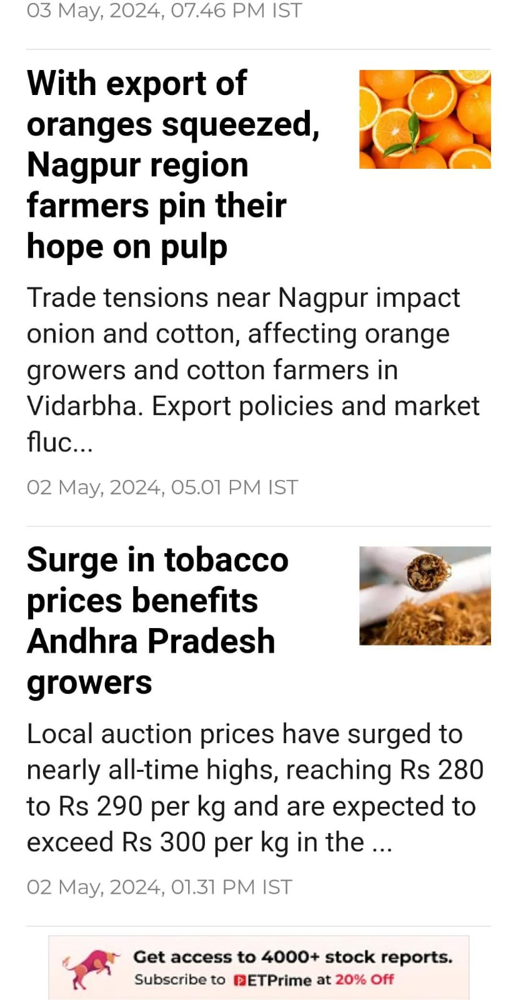 03 May, 2024, 07.46 PM IST
With export of
oranges squeezed,
Nagpur region
farmers pin their
hope on pulp
Trade tensions near Nagpur impact
onion and cotton, affecting orange
growers and cotton farmers in
Vidarbha. Export policies and market
fluc...
02 May, 2024, 05.01 PM IST
Surge in tobacco
prices benefits
Andhra Pradesh
growers
Local auction prices have surged to
nearly all-time highs, reaching Rs 280
to Rs 290 per kg and are expected to
exceed Rs 300 per kg in the ...
02 May, 2024, 01.31 PM IST
Get access to 4000+ stock reports.
Subscribe to ETPrime at 20% Off